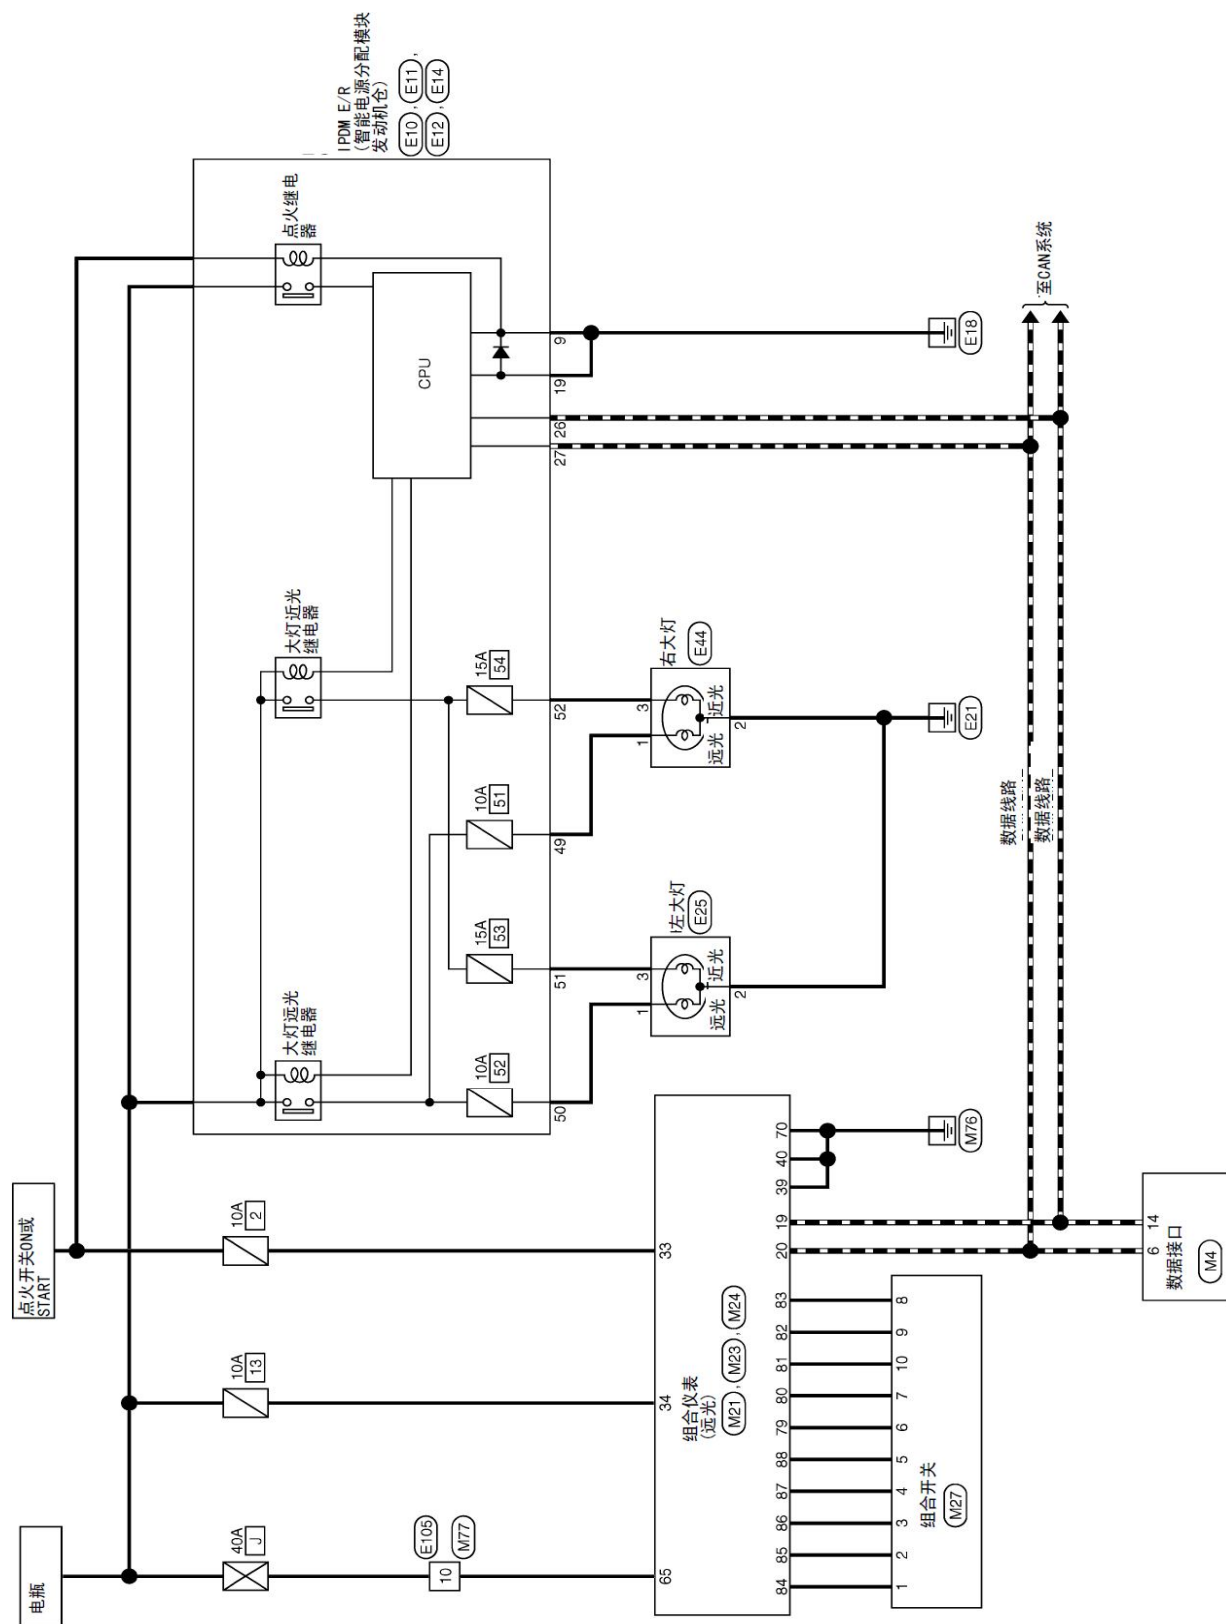 电瓶
点火开关ON或
START
40A
J
10A
13
10A
2
E105
10
M77
IPDM E/R
(智能电源分配模块
发动机仓)
E10, E11,
E12, E14
大灯远光
继电器
大灯近光
继电器
点火继电
器
CPU
10A
52
15A
53
10A
51
15A
54
50
51
49
52
27
26
19
9
左大灯
E25
1
3
远光
近光
2
右大灯
E44
1
3
远光
近光
2
E21
E18
至CAN系统
数据线路
数据线路
65
34
33
组合仪表
(远光)
M21, M23, M24
84
85
86
87
88
79
80
81
82
83
20
19
39
40
70
M76
1
2
3
4
5
6
7
10
9
8
组合开关
M27
6
14
数据接口
M4